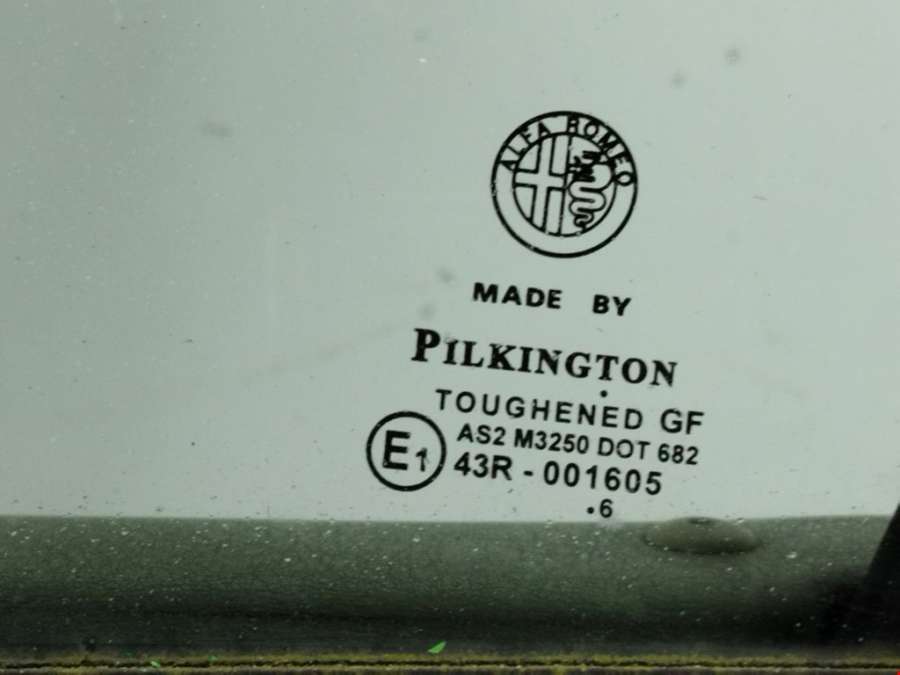 ALFA ROMEO
MADE BY
PILKINGTON
TOUGHENED GF
AS2 M3250 DOT 682
E1
43R - 001605
.6